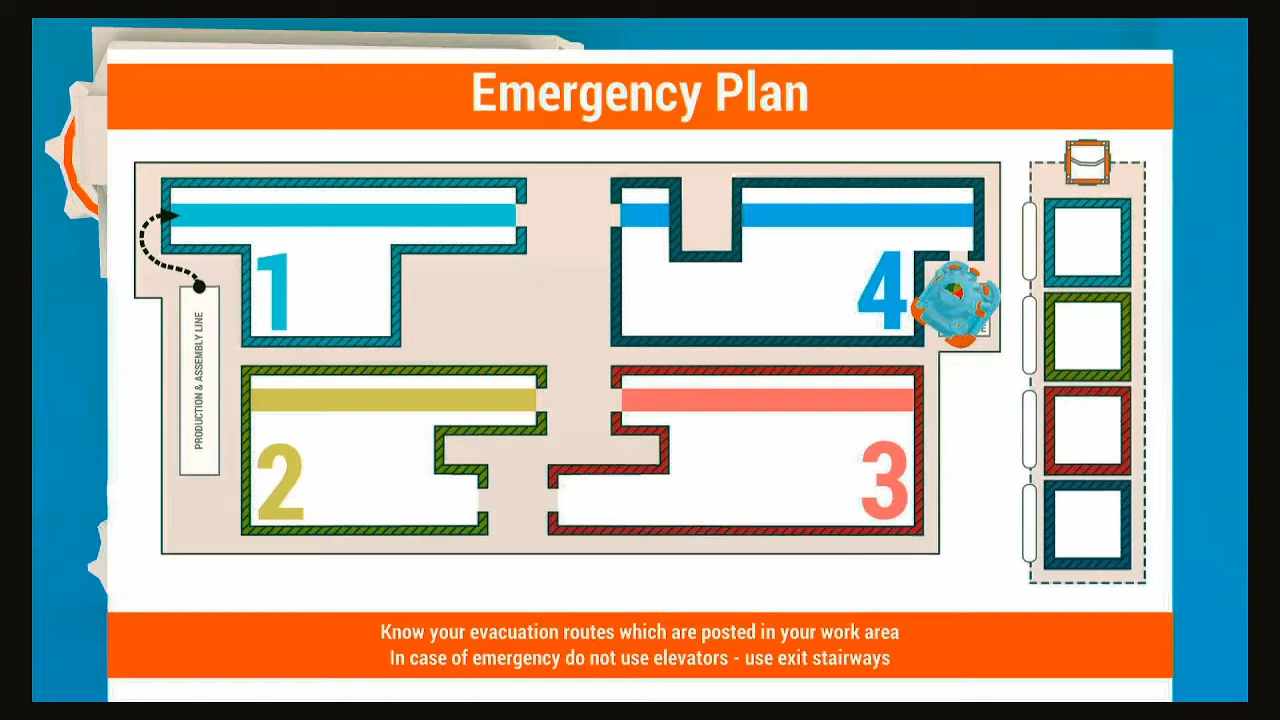 Emergency Plan
1
4
PRODUCTION & ASSEMBLY LINE
2
3
Know your evacuation routes which are posted in your work area
In case of emergency do not use elevators - use exit stairways